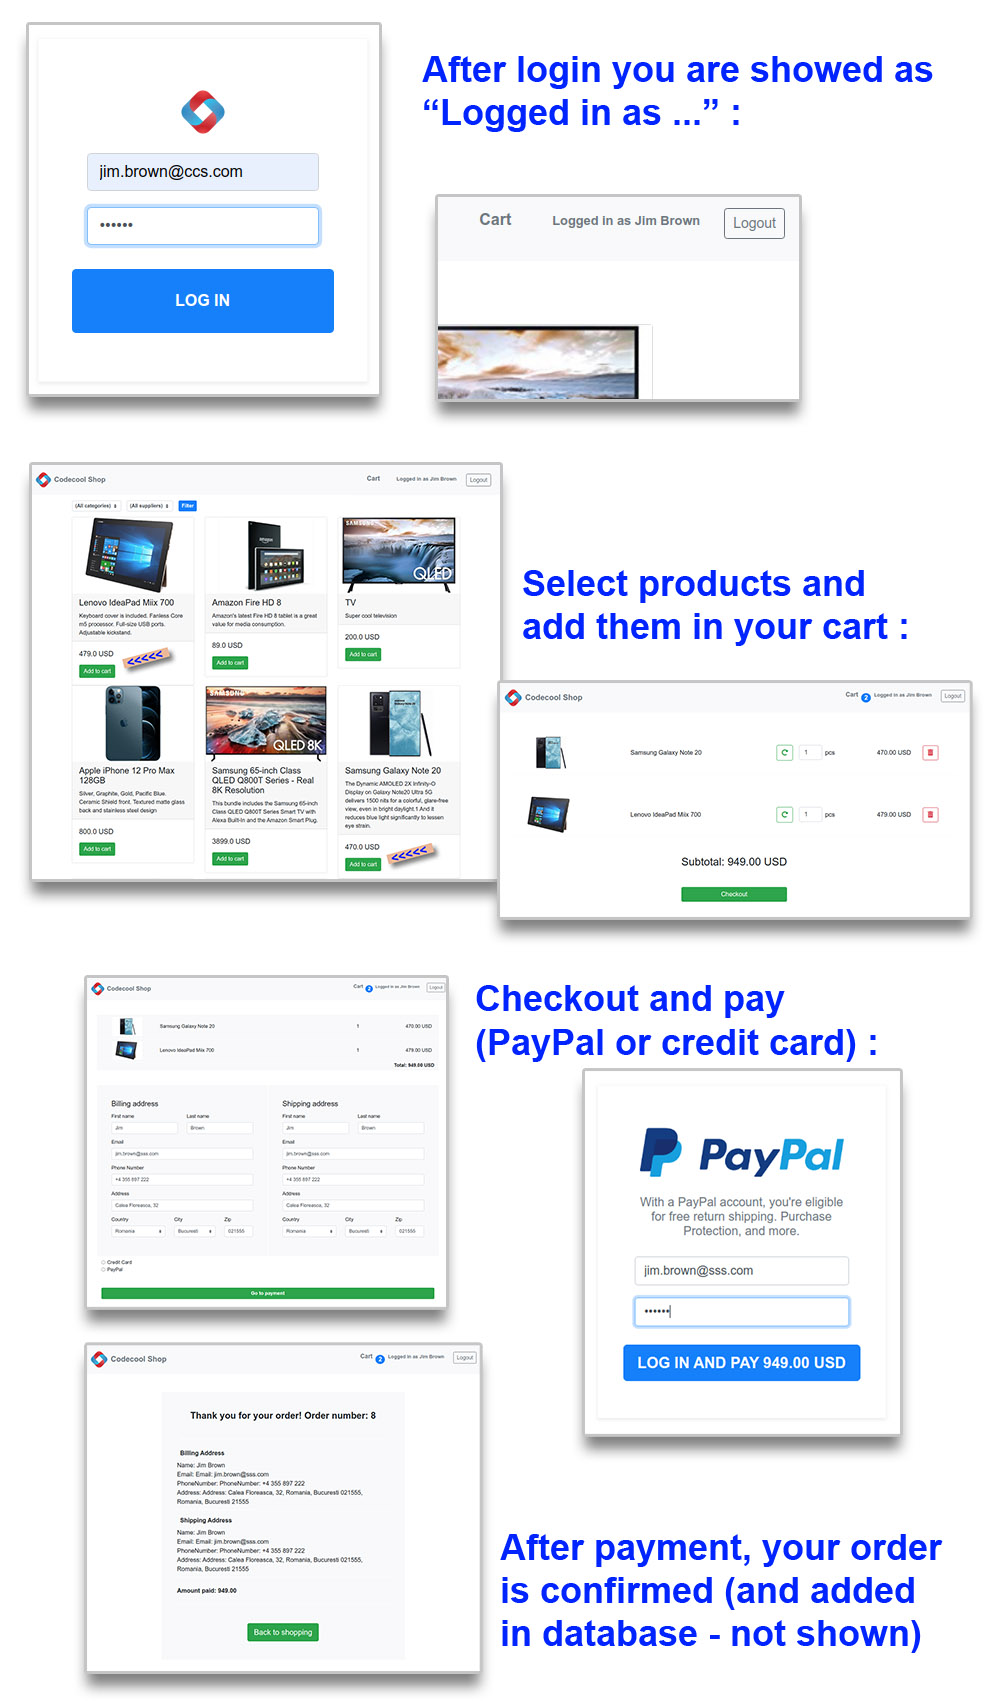 After login you are showed as
“Logged in as ...” :
jim.brown@ccs.com
••••••
LOG IN
Cart Logged in as Jim Brown Logout
Codecool Shop Cart Logged in as Jim Brown Logout
(All categories) (All suppliers) Filter
SAMSUNG
amazon
QLED
Lenovo IdeaPad Miix 700
Keyboard cover is included. Fanless Core
m5 processor. Full-size USB ports.
Adjustable kickstand.
479.0 USD
<<<<<
Add to cart
Amazon Fire HD 8
Amazon's latest Fire HD 8 tablet is a great
value for media consumption.
89.0 USD
Add to cart
TV
Super cool television
200.0 USD
Add to cart
SAMSUNG
QLED 8K
Apple iPhone 12 Pro Max
128GB
Silver, Graphite, Gold, Pacific Blue.
Ceramic Shield front. Textured matte glass
back and stainless steel design
800.0 USD
Add to cart
Samsung 65-inch Class
QLED Q800T Series - Real
8K Resolution
This bundle includes the Samsung 65-inch
Class QLED Q800T Series Smart TV with
Alexa Built-In and the Amazon Smart Plug.
3899.0 USD
Add to cart
Samsung Galaxy Note 20
The Dynamic AMOLED 2X Infinity-O
Display on Galaxy Note20 Ultra 5G
delivers 1500 nits for a colorful, glare-free
view, even in bright daylight.1 And it
reduces blue light significantly to lessen
eye strain.
470.0 USD
<<<<<
Add to cart
Select products and
add them in your cart :
Codecool Shop Cart 2 Logged in as Jim Brown Logout
Samsung Galaxy Note 20 1 pcs 470.00 USD
Lenovo IdeaPad Miix 700 1 pcs 479.00 USD
Subtotal: 949.00 USD
Checkout
Checkout and pay
(PayPal or credit card) :
Codecool Shop Cart 2 Logged in as Jim Brown Logout
Samsung Galaxy Note 20 1 470.00 USD
Lenovo IdeaPad Miix 700 1 479.00 USD
Total: 949.00 USD
Billing address
First name Last name
Jim Brown
Email
jim.brown@sss.com
Phone Number
+4 355 897 222
Address
Calea Floreasca, 32
Country City Zip
Romania Bucuresti 021555
Shipping address
First name Last name
Jim Brown
Email
jim.brown@sss.com
Phone Number
+4 355 897 222
Address
Calea Floreasca, 32
Country City Zip
Romania Bucuresti 021555
Credit Card
PayPal
Go to payment
PayPal
With a PayPal account, you're eligible
for free return shipping. Purchase
Protection, and more.
jim.brown@sss.com
••••••
LOG IN AND PAY 949.00 USD
Codecool Shop Cart 2 Logged in as Jim Brown Logout
Thank you for your order! Order number: 8
Billing Address
Name: Jim Brown
Email: Email: jim.brown@sss.com
PhoneNumber: PhoneNumber: +4 355 897 222
Address: Address: Calea Floreasca, 32, Romania, Bucuresti 021555,
Romania, Bucuresti 21555
Shipping Address
Name: Jim Brown
Email: Email: jim.brown@sss.com
PhoneNumber: PhoneNumber: +4 355 897 222
Address: Address: Calea Floreasca, 32, Romania, Bucuresti 021555,
Romania, Bucuresti 21555
Amount paid: 949.00
Back to shopping
After payment, your order
is confirmed (and added
in database - not shown)